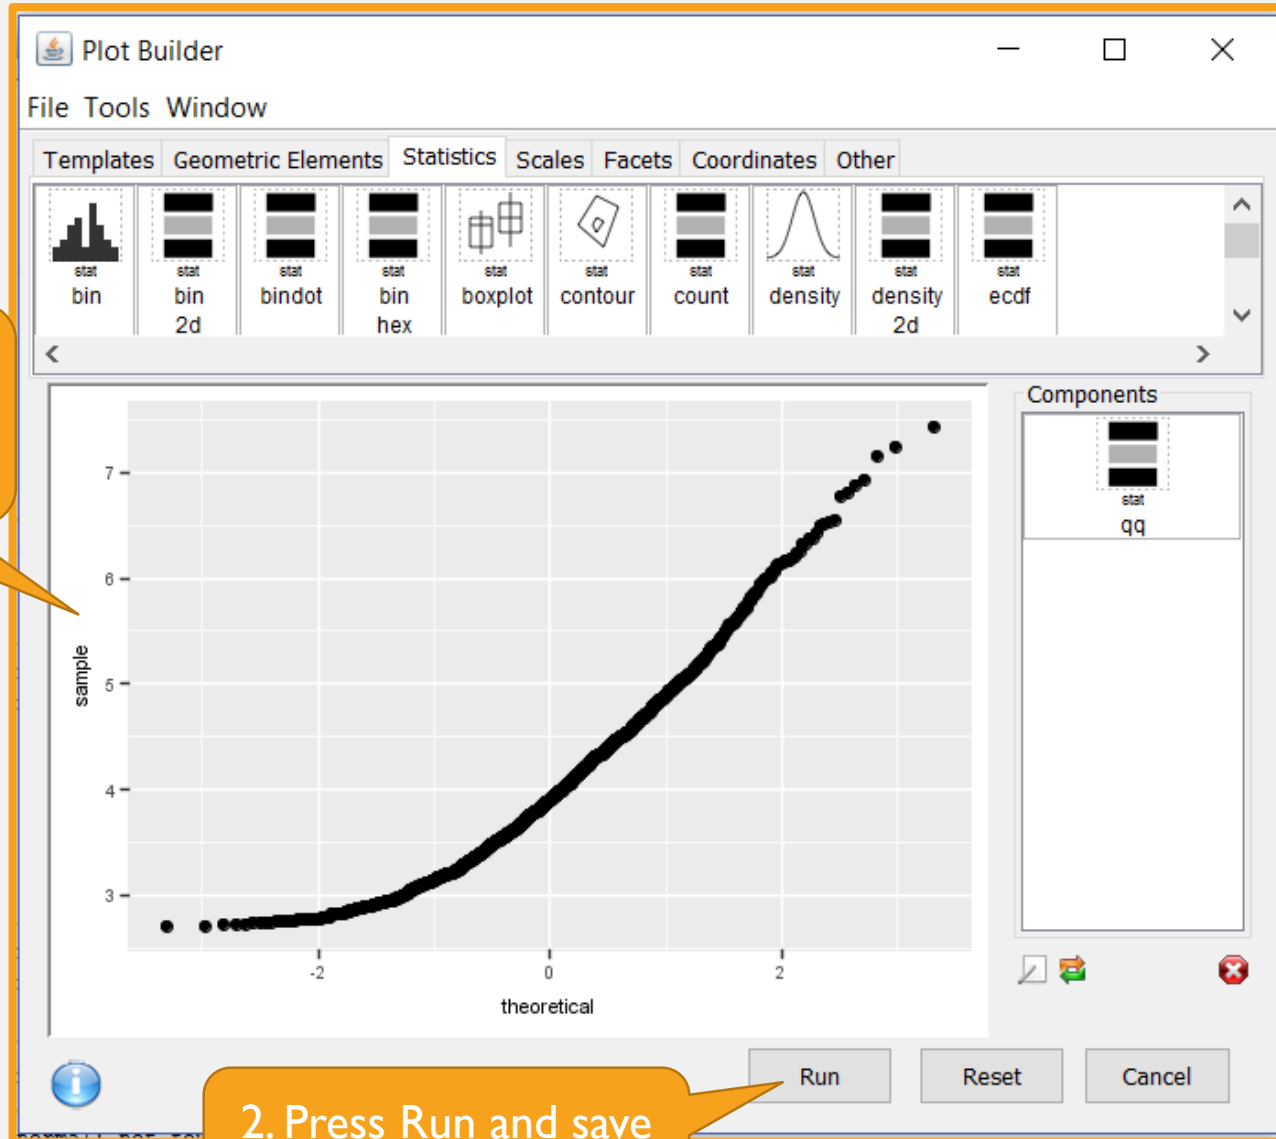 Plot Builder
File Tools Window
Templates Geometric Elements Statistics Scales Facets Coordinates Other
stat stat stat stat stat stat stat stat stat stat
bin bin bindot bin boxplot contour count density density ecdf
2d hex 2d
Components
stat
qq
7
6
5
4
3
sample
-2 0 2
theoretical
Run Reset Cancel
2. Press Run and save